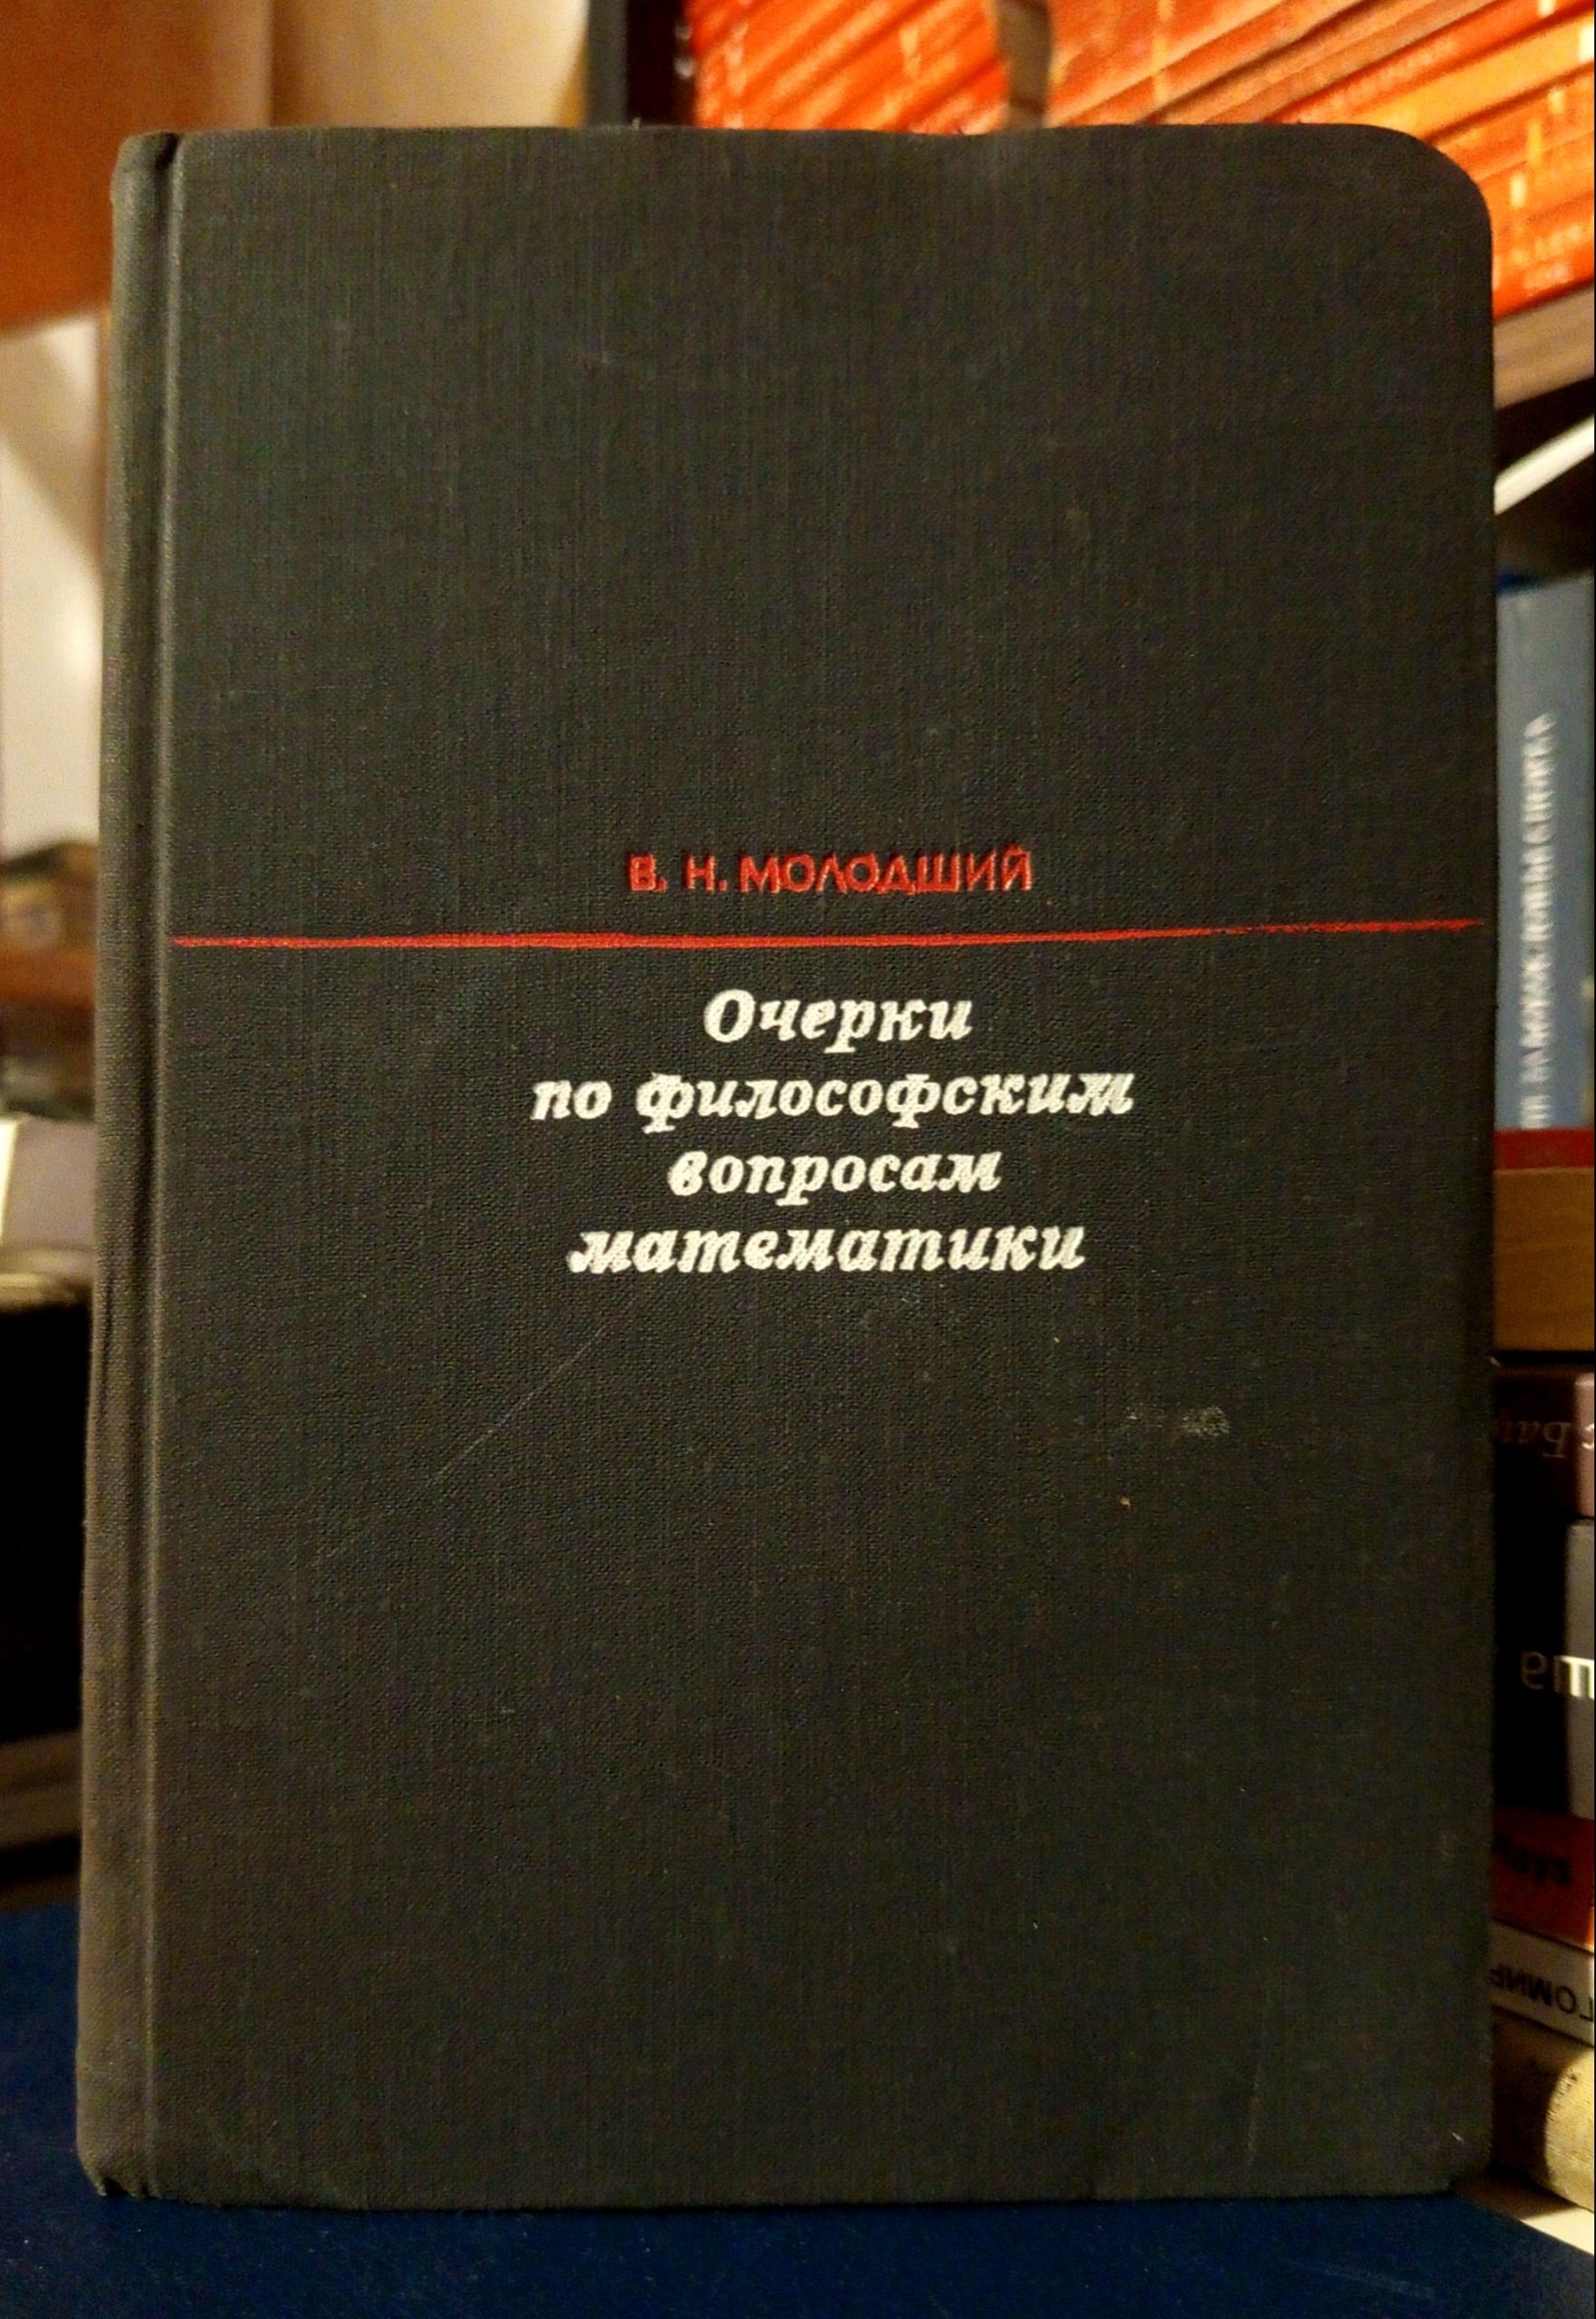 В. Н. МОЛОДШИЙ
Очерки
по философским
вопросам
математики